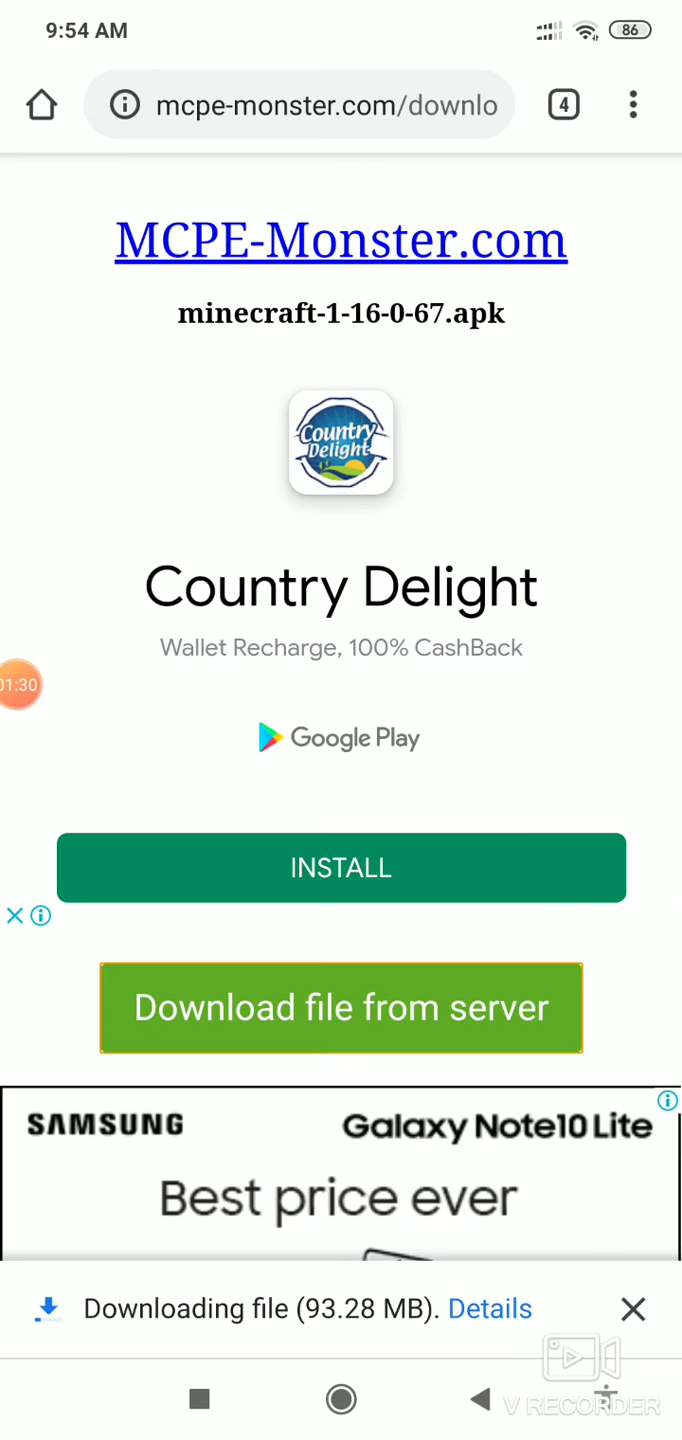 9:54 AM
86
mcpe-monster.com/downlo
4
MCPE-Monster.com
minecraft-1-16-0-67.apk
Country
Delight
Country Delight
Wallet Recharge, 100% CashBack
01:30
Google Play
INSTALL
Download file from server
SAMSUNG
Galaxy Note10 Lite
Best price ever
Downloading file (93.28 MB). Details
V RECORDER